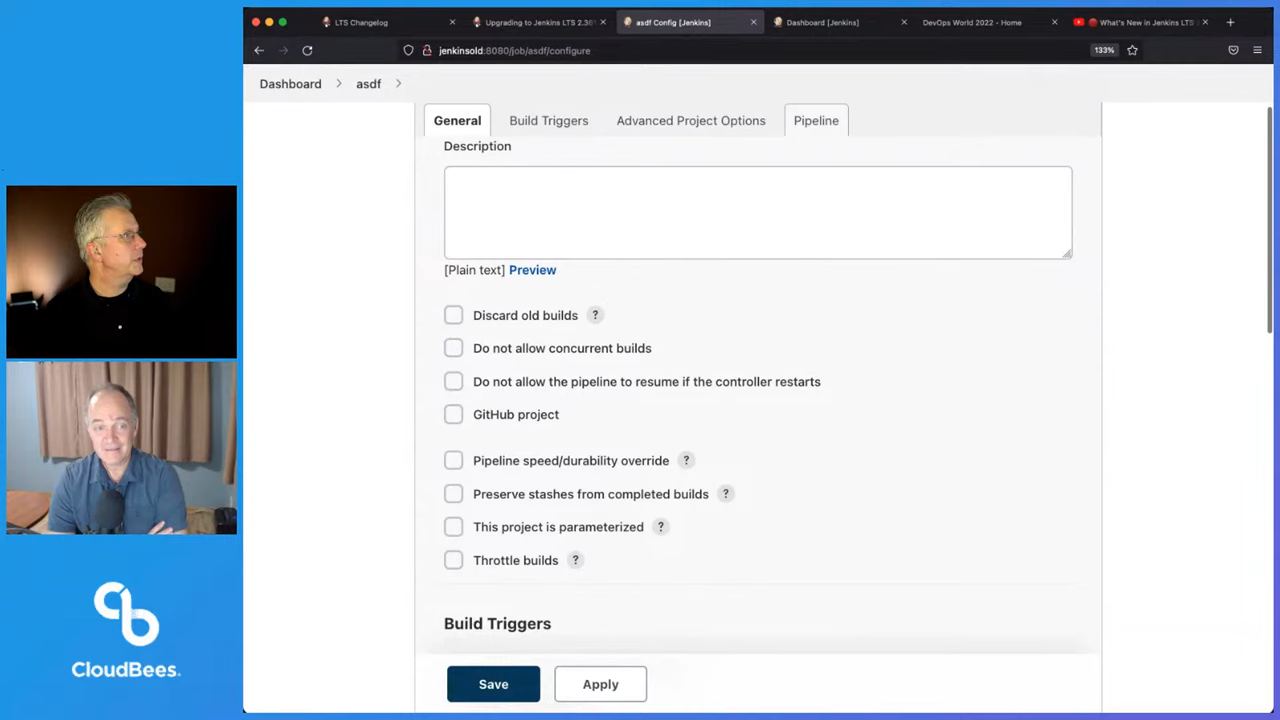 LTS Changelog
Upgrading to Jenkins LTS 2.36
asdf Config [Jenkins]
Dashboard [Jenkins]
DevOps World 2022 - Home
What's New in Jenkins LTS
jenkinsold:8080/job/asdf/configure
133%
Dashboard
asdf
General
Build Triggers
Advanced Project Options
Pipeline
Description
[Plain text] Preview
Discard old builds ?
Do not allow concurrent builds
Do not allow the pipeline to resume if the controller restarts
GitHub project
Pipeline speed/durability override ?
Preserve stashes from completed builds ?
This project is parameterized ?
Throttle builds ?
Build Triggers
Save
Apply
CloudBees.